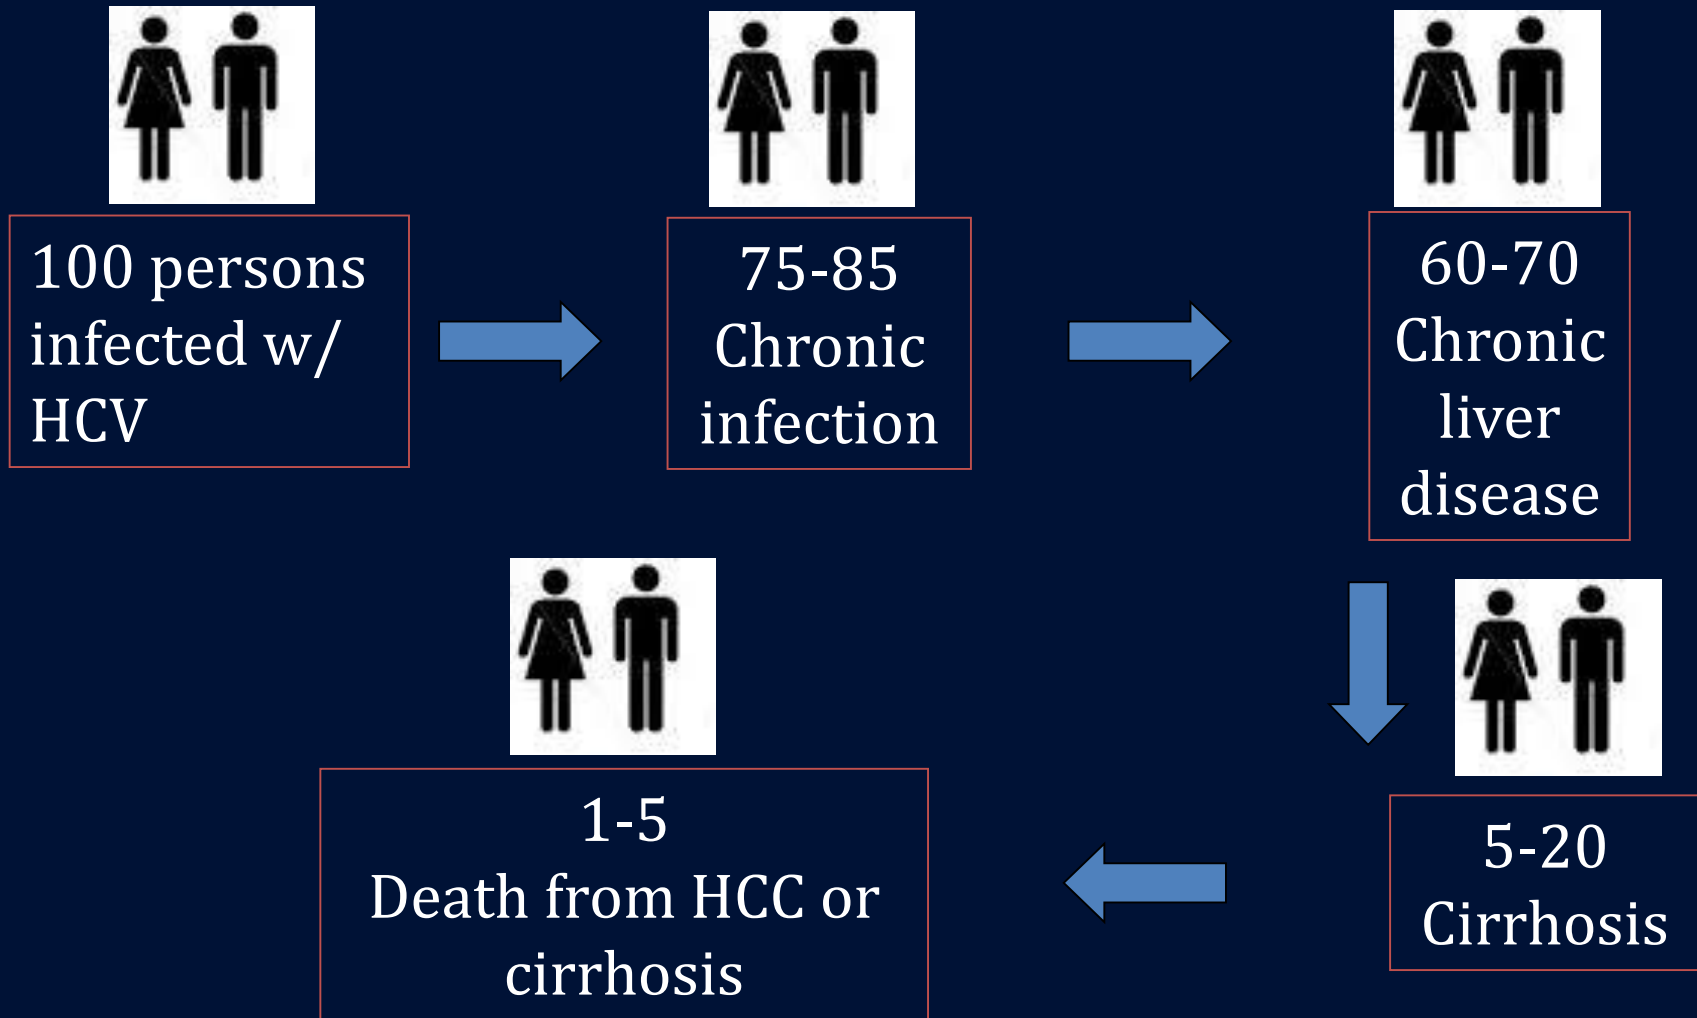 100 persons
infected w/
HCV
75-85
Chronic
infection
60-70
Chronic
liver
disease
5-20
Cirrhosis
1-5
Death from HCC or
cirrhosis